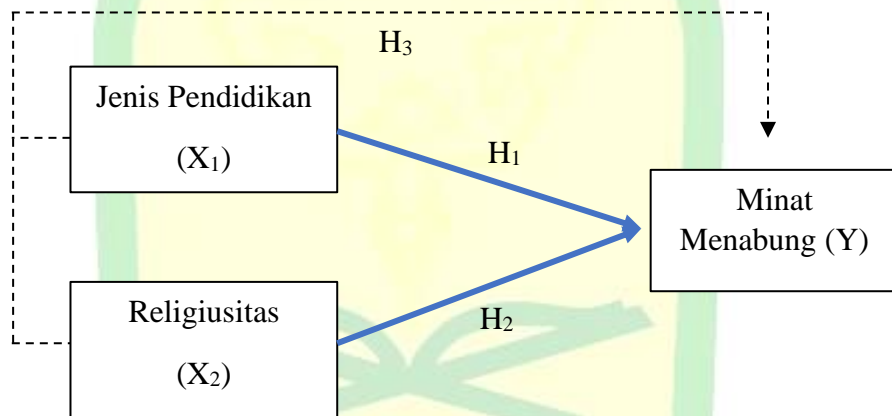 H₃
Jenis Pendidikan
(X₁)
H₁
Minat
Menabung (Y)
Religiusitas
(X₂)
H₂